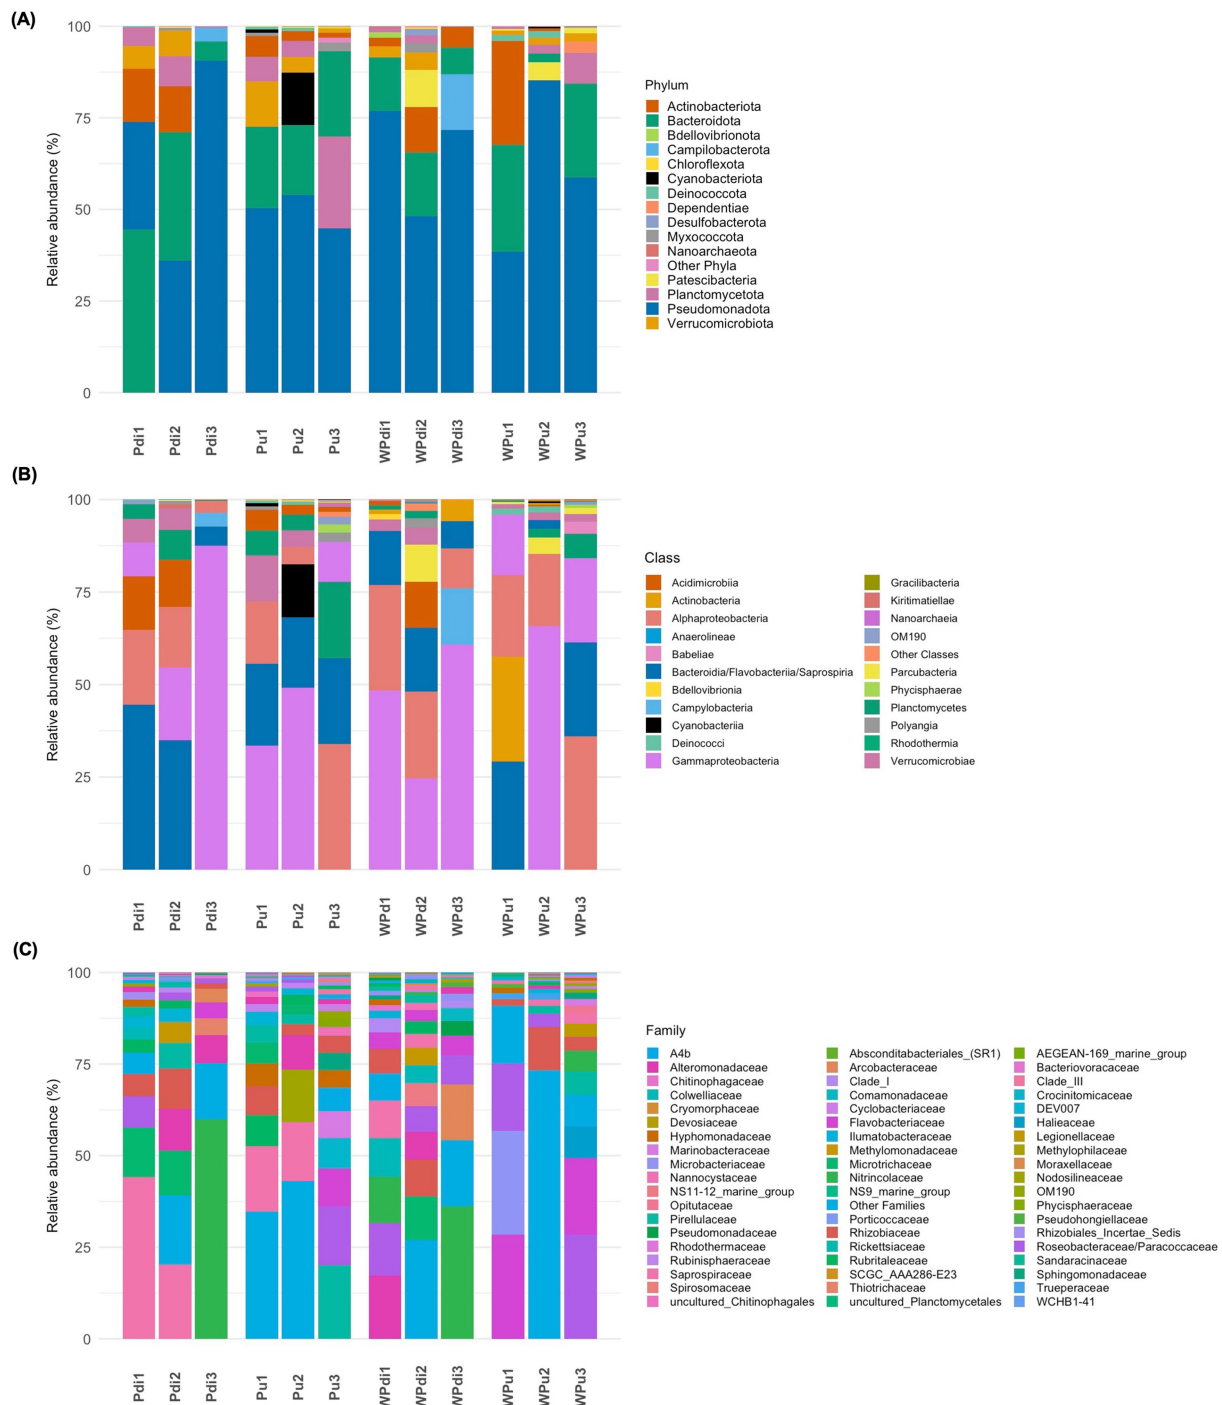 (A)
Relative abundance (%)
100
75
50
25
0
Pdi1 Pdi2 Pdi3 Pu1 Pu2 Pu3 WPdi1 WPdi2 WPdi3 WPu1 WPu2 WPu3
Phylum
Actinobacteriota
Bacteroidota
Bdellovibrionota
Campilobacterota
Chloroflexota
Cyanobacteriota
Deinococcota
Dependentiae
Desulfobacterota
Myxococcota
Nanoarchaeota
Other Phyla
Patescibacteria
Planctomycetota
Pseudomonadota
Verrucomicrobiota
(B)
Relative abundance (%)
100
75
50
25
0
Pdi1 Pdi2 Pdi3 Pu1 Pu2 Pu3 WPd1 WPd2 WPd3 WPu1 WPu2 WPu3
Class
Acidimicrobiia Gracilibacteria
Actinobacteria Kiritimatiellae
Alphaproteobacteria Nanoarchaeia
Anaerolineae OM190
Babeliae Other Classes
Bacteroidia/Flavobacteriia/Saprospiria Parcubacteria
Bdellovibrionia Phycisphaerae
Campylobacteria Planctomycetes
Cyanobacteriia Polyangia
Deinococci Rhodothermia
Gammaproteobacteria Verrucomicrobiae
(C)
Relative abundance (%)
100
75
50
25
0
Pdi1 Pdi2 Pdi3 Pu1 Pu2 Pu3 WPdi1 WPdi2 WPdi3 WPu1 WPu2 WPu3
Family
A4b Absconditabacteriales_(SR1) AEGEAN-169_marine_group
Alteromonadaceae Arcobacteraceae Bacteriovoracaceae
Chitinophagaceae Clade_I Clade_III
Colwelliaceae Comamonadaceae Crocinitomicaceae
Cryomorphaceae Cyclobacteriaceae DEV007
Devosiaceae Flavobacteriaceae Halieaceae
Hyphomonadaceae Ilumatobacteraceae Legionellaceae
Marinobacteraceae Methylomonadaceae Methylophilaceae
Microbacteriaceae Microtrichaceae Moraxellaceae
Nannocystaceae Nitrincolaceae Nodosilineaceae
NS11-12_marine_group NS9_marine_group OM190
Opitutaceae Other Families Phycisphaeraceae
Pirellulaceae Porticoccaceae Pseudohongiellaceae
Pseudomonadaceae Rhizobiaceae Rhizobiales_Incertae_Sedis
Rhodothermaceae Rickettsiaceae Roseobacteraceae/Paracoccaceae
Rubinisphaeraceae Rubritaleaceae Sandaracinaceae
Saprospiraceae SCGC_AAA286-E23 Sphingomonadaceae
Spirosomaceae Thiotrichaceae Trueperaceae
uncultured_Chitinophagales uncultured_Planctomycetales WCHB1-41